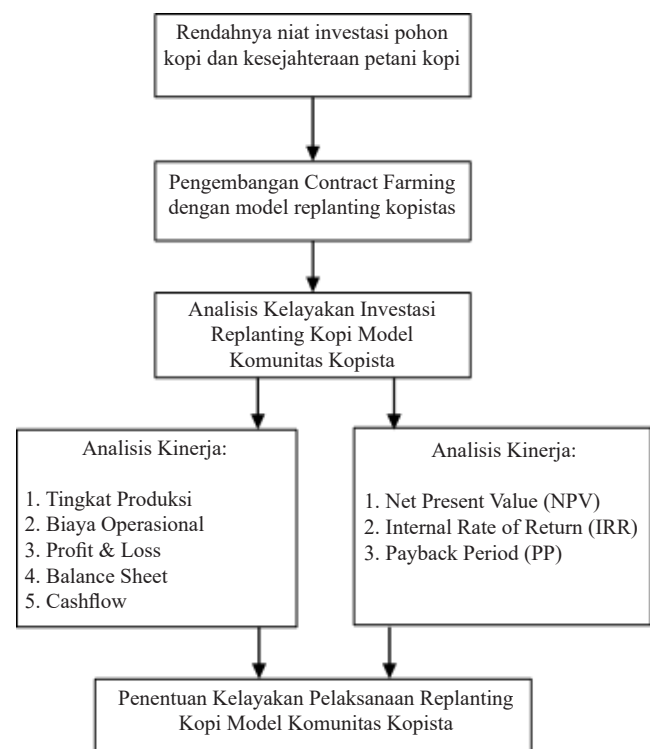 Rendahnya niat investasi pohon
kopi dan kesejahteraan petani kopi
Pengembangan Contract Farming
dengan model replanting kopistas
Analisis Kelayakan Investasi
Replanting Kopi Model
Komunitas Kopista
Analisis Kinerja:
1. Tingkat Produksi
2. Biaya Operasional
3. Profit & Loss
4. Balance Sheet
5. Cashflow
Analisis Kinerja:
1. Net Present Value (NPV)
2. Internal Rate of Return (IRR)
3. Payback Period (PP)
Penentuan Kelayakan Pelaksanaan Replanting
Kopi Model Komunitas Kopista